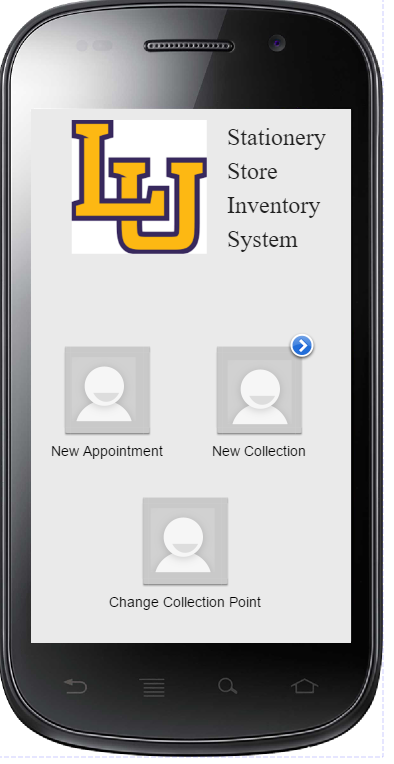 LU
Stationery
Store
Inventory
System
New Appointment
New Collection
Change Collection Point